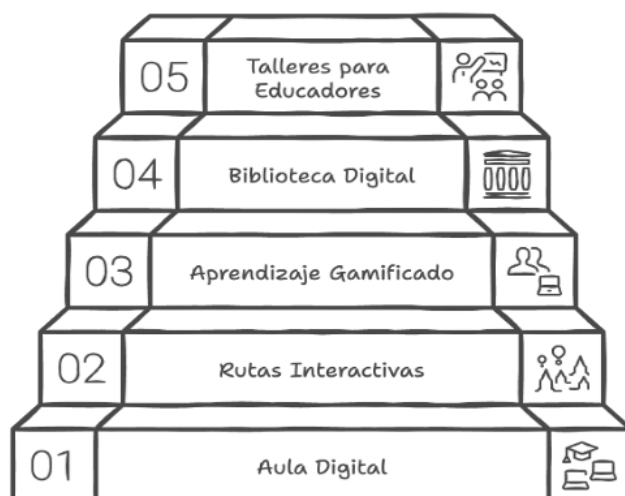 05
Talleres para
Educadores
04
Biblioteca Digital
03
Aprendizaje Gamificado
02
Rutas Interactivas
01
Aula Digital